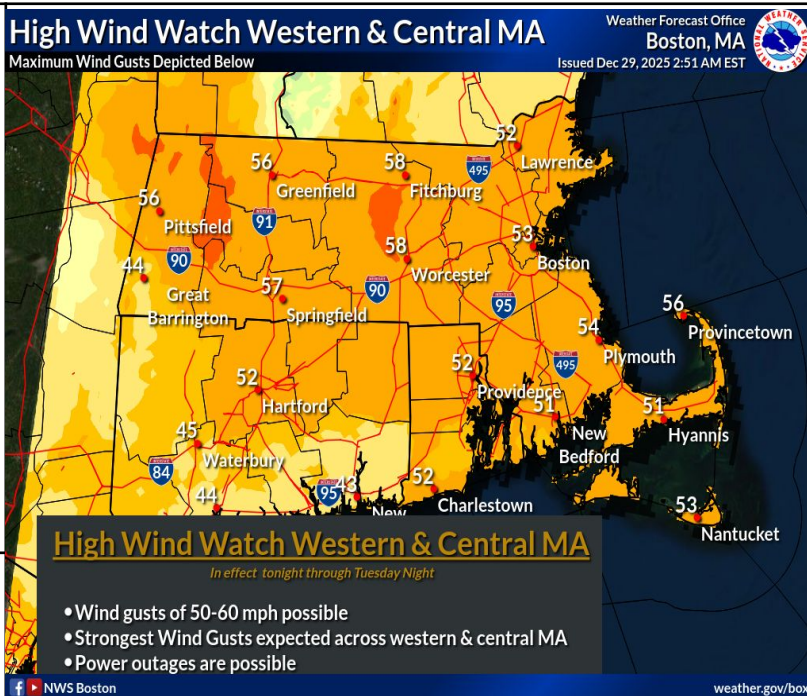 High Wind Watch Western & Central MA
Maximum Wind Gusts Depicted Below
Weather Forecast Office
Boston, MA
Issued Dec 29, 2025 2:51 AM EST
NATIONAL WEATHER SERVICE
52
Lawrence
495
56
Greenfield
58
Fitchburg
56
Pittsfield
91
53
Boston
90
58
Worcester
44
Great
Barrington
57
Springfield
90
95
56
Provincetown
54
Plymouth
495
52
Hartford
52
Providence
51
New
Bedford
51
Hyannis
45
Waterbury
84
44
95
43
New
52
Charlestown
53
Nantucket
High Wind Watch Western & Central MA
In effect tonight through Tuesday Night
• Wind gusts of 50-60 mph possible
• Strongest Wind Gusts expected across western & central MA
• Power outages are possible
NWS Boston
weather.gov/box